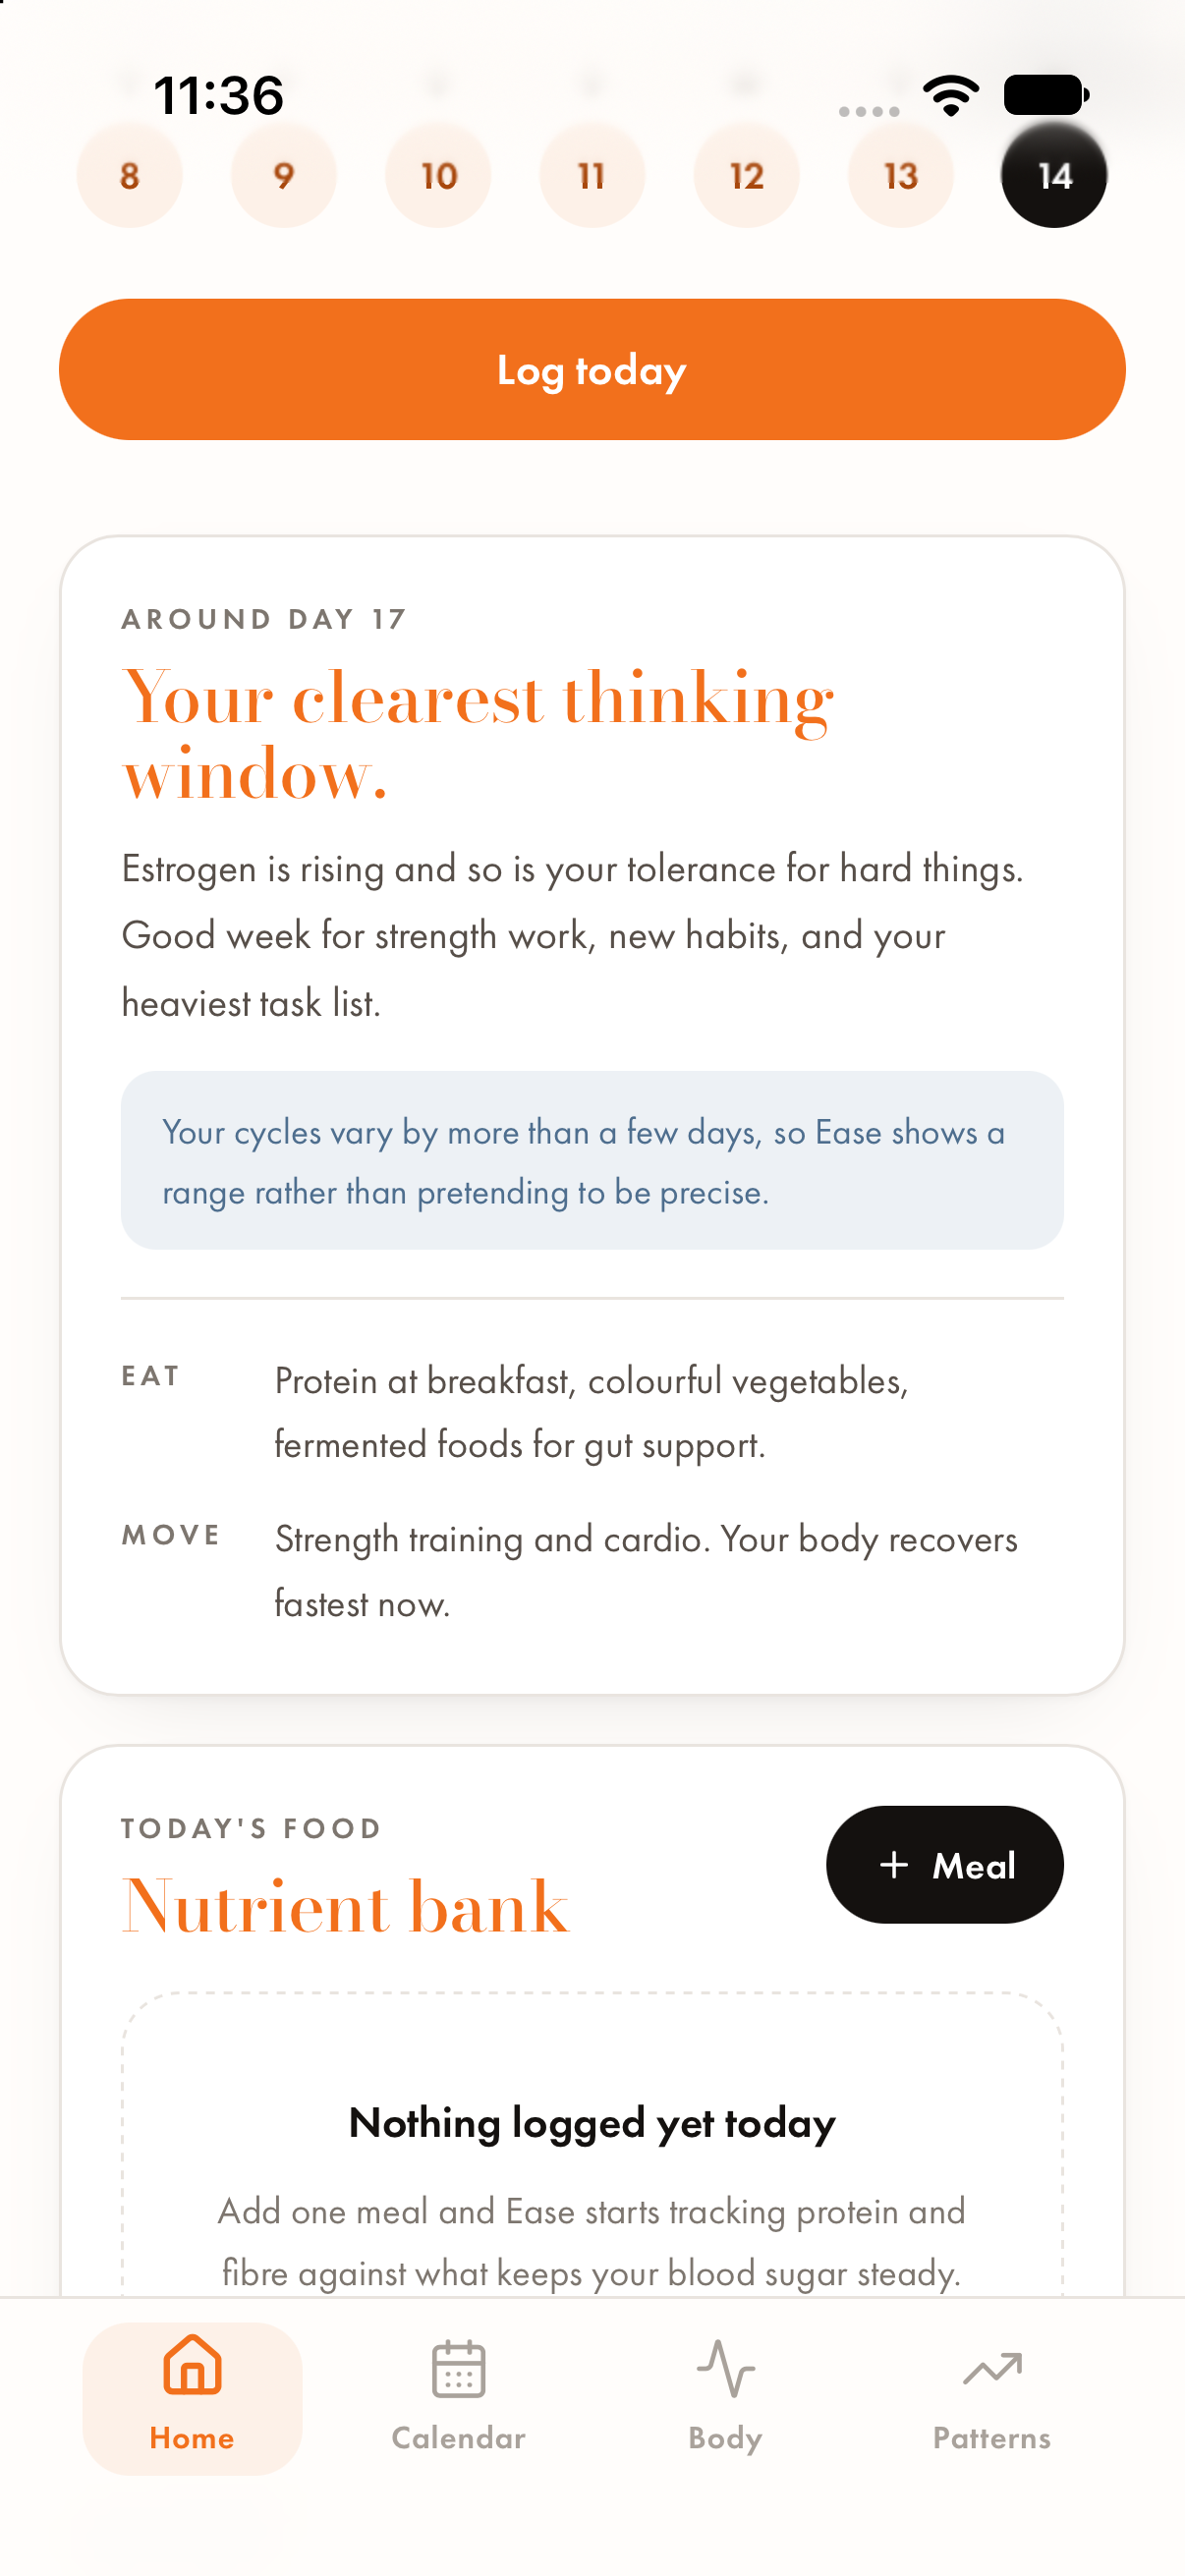 11:36
8 9 10 11 12 13 14
Log today
AROUND DAY 17
Your clearest thinking
window.
Estrogen is rising and so is your tolerance for hard things.
Good week for strength work, new habits, and your
heaviest task list.
Your cycles vary by more than a few days, so Ease shows a
range rather than pretending to be precise.
EAT Protein at breakfast, colourful vegetables,
fermented foods for gut support.
MOVE Strength training and cardio. Your body recovers
fastest now.
TODAY'S FOOD
Nutrient bank
+ Meal
Nothing logged yet today
Add one meal and Ease starts tracking protein and
fibre against what keeps your blood sugar steady.
Home Calendar Body Patterns